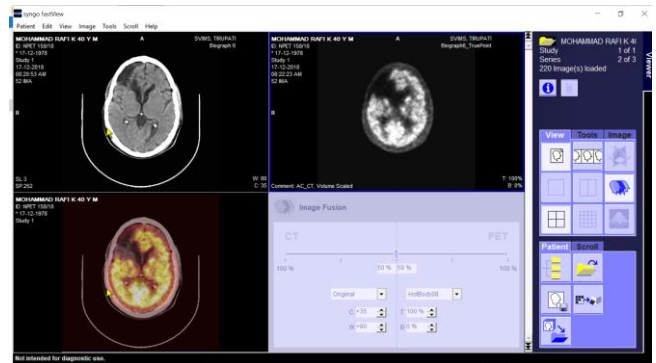 syngo fastView
Patient Edit View Image Tools Scroll Help
MOHAMMAD RAFI K 40 Y M
ID: NPET 158/18
* 17-12-1978
Study 1
17-12-2018
08:20:53 AM
52 IMA
A
SVIMS, TIRUPATI
Biograph 6
R
SL 3
SP 252
W: 80
C: 35
MOHAMMAD RAFI K 40 Y M
ID: NPET 158/18
* 17-12-1978
Study 1
17-12-2018
08:22:23 AM
52 IMA
A
SVIMS, TIRUPATI
Biograph6_TruePoint
R
Comment: AC_CT, Volume Scaled
T: 100%
B: 0%
MOHAMMAD RAFI K 40 Y M
ID: NPET 158/18
* 17-12-1978
Study 1
Image Fusion
CT
PET
100 %
50 % 50 %
100 %
Original
HotBody08
C: +35
T: 100 %
W: +80
B: 0 %
MOHAMMAD RAFI K 4(
Study 1 of 1
Series 2 of 3
220 Image(s) loaded
Viewer
View Tools Image
Patient Scroll
Not intended for diagnostic use.